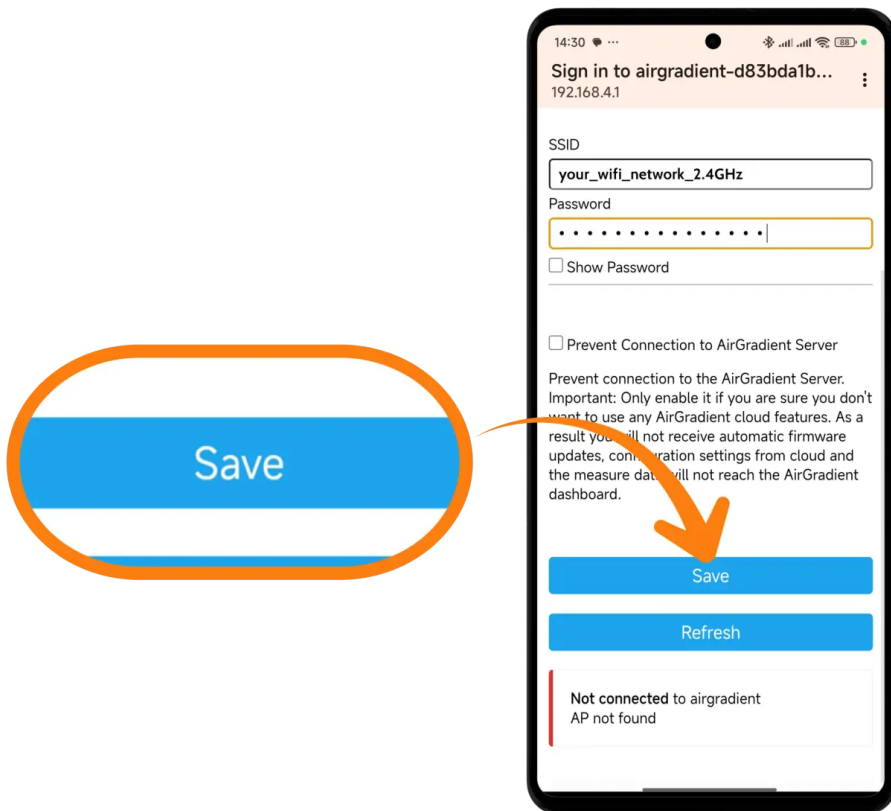 14:30
88
Sign in to airgradient-d83bda1b...
192.168.4.1
SSID
your_wifi_network_2.4GHz
Password
Show Password
Prevent Connection to AirGradient Server
Prevent connection to the AirGradient Server.
Important: Only enable it if you are sure you don't
want to use any AirGradient cloud features. As a
result you will not receive automatic firmware
updates, configuration settings from cloud and
the measure data will not reach the AirGradient
dashboard.
Save
Save
Refresh
Not connected to airgradient
AP not found